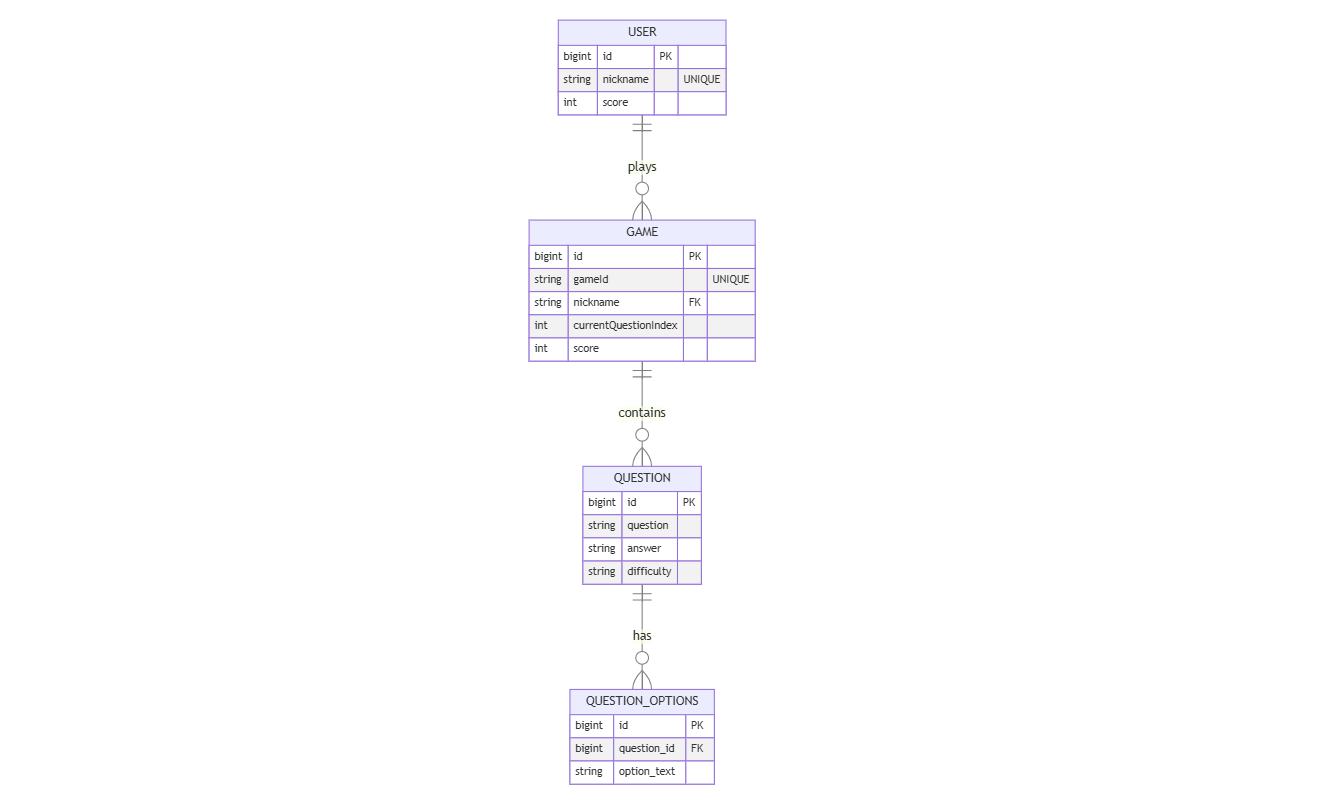 USER
bigint id PK
string nickname UNIQUE
int score
plays
GAME
bigint id PK
string gameId UNIQUE
string nickname FK
int currentQuestionIndex
int score
contains
QUESTION
bigint id PK
string question
string answer
string difficulty
has
QUESTION_OPTIONS
bigint id PK
bigint question_id FK
string option_text